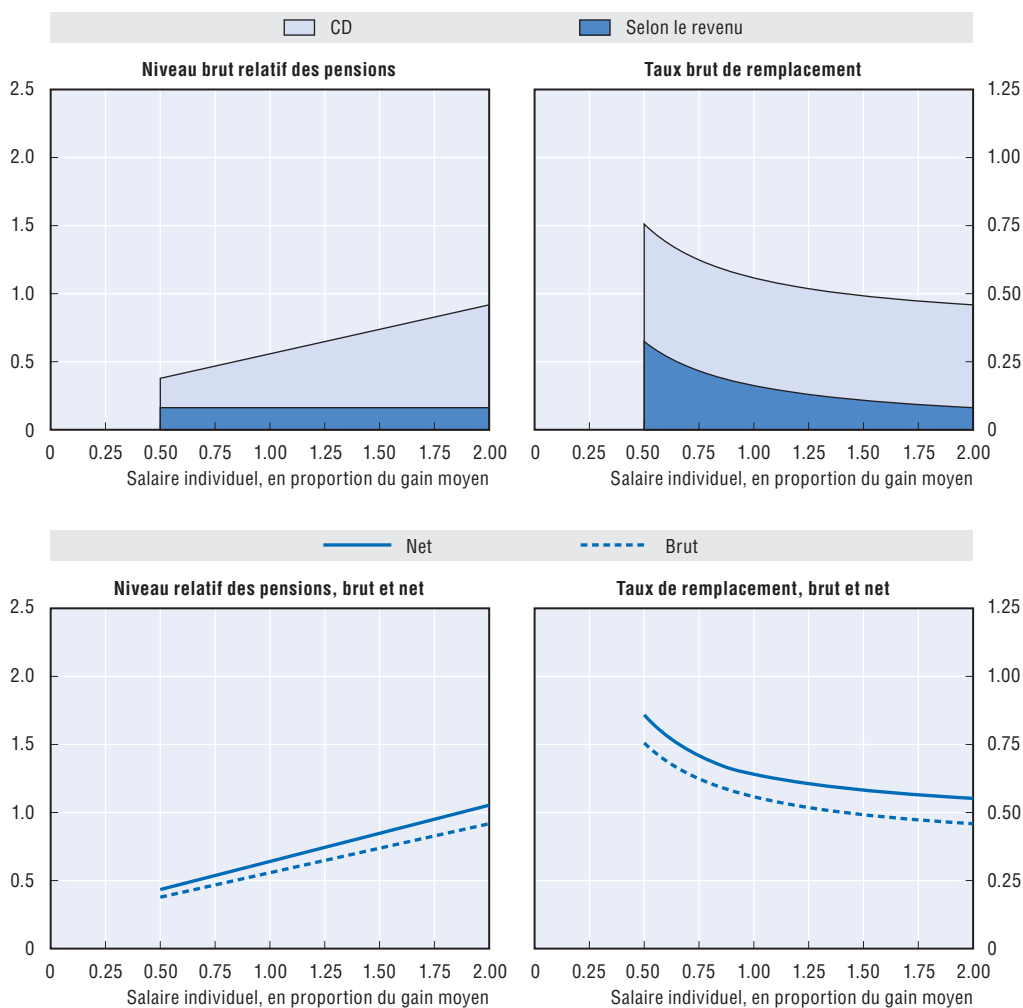 CD
Selon le revenu
Niveau brut relatif des pensions
2.5
2.0
1.5
1.0
0.5
0
0 0.25 0.50 0.75 1.00 1.25 1.50 1.75 2.00
Salaire individuel, en proportion du gain moyen
Taux brut de remplacement
1.25
1.00
0.75
0.50
0.25
0
0 0.25 0.50 0.75 1.00 1.25 1.50 1.75 2.00
Salaire individuel, en proportion du gain moyen
Net
Brut
Niveau relatif des pensions, brut et net
2.5
2.0
1.5
1.0
0.5
0
0 0.25 0.50 0.75 1.00 1.25 1.50 1.75 2.00
Salaire individuel, en proportion du gain moyen
Taux de remplacement, brut et net
1.25
1.00
0.75
0.50
0.25
0
0 0.25 0.50 0.75 1.00 1.25 1.50 1.75 2.00
Salaire individuel, en proportion du gain moyen